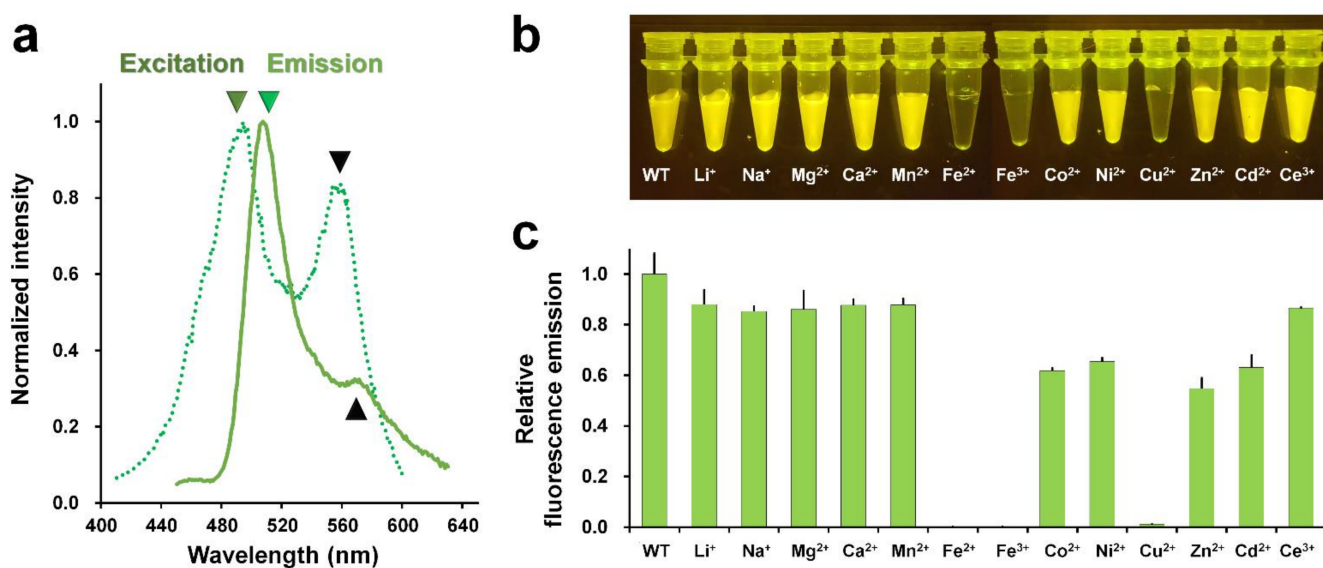 a
Excitation Emission
Normalized intensity
1.0
0.8
0.6
0.4
0.2
0.0
400 440 480 520 560 600 640
Wavelength (nm)
b
WT Li⁺ Na⁺ Mg²⁺ Ca²⁺ Mn²⁺ Fe²⁺ Fe³⁺ Co²⁺ Ni²⁺ Cu²⁺ Zn²⁺ Cd²⁺ Ce³⁺
c
Relative
fluorescence emission
1.0
0.8
0.6
0.4
0.2
0.0
WT Li⁺ Na⁺ Mg²⁺ Ca²⁺ Mn²⁺ Fe²⁺ Fe³⁺ Co²⁺ Ni²⁺ Cu²⁺ Zn²⁺ Cd²⁺ Ce³⁺